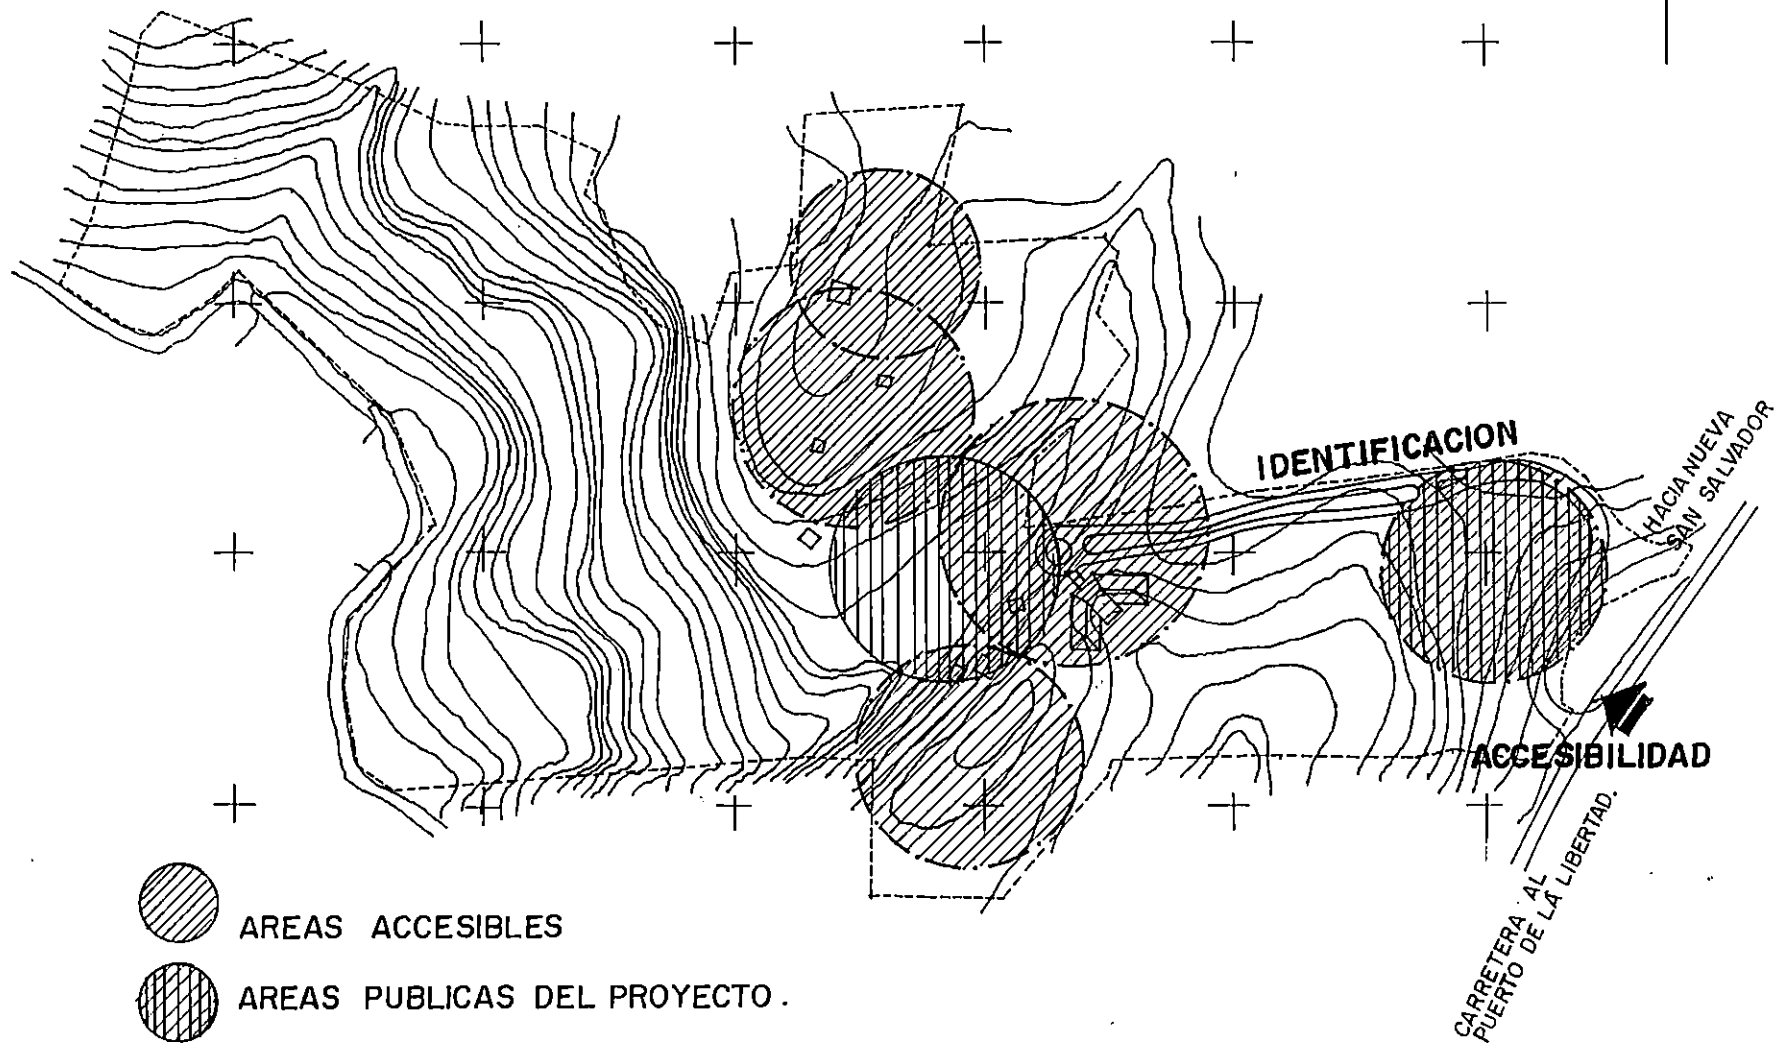 IDENTIFICACION
HACIA NUEVA
SAN SALVADOR
ACCESIBILIDAD
CARRETERA AL
PUERTO DE LA LIBERTAD.
AREAS ACCESIBLES
AREAS PUBLICAS DEL PROYECTO.